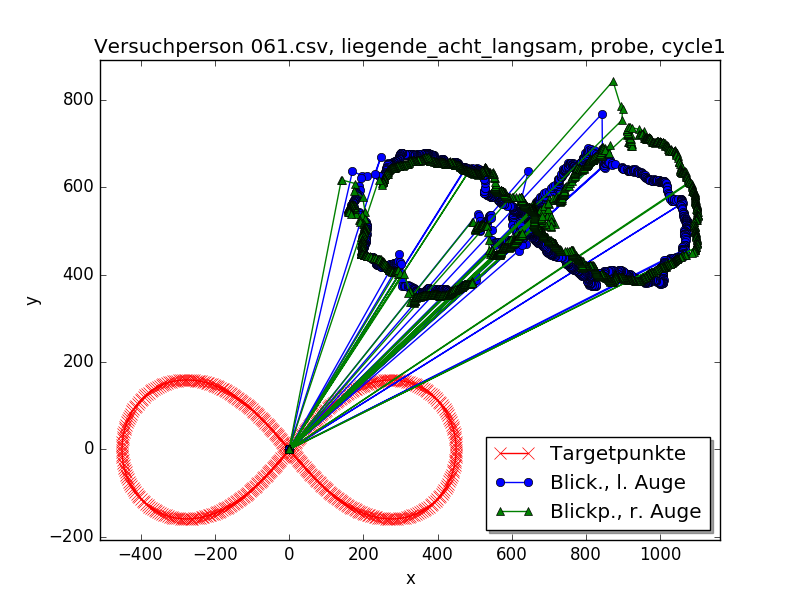 Versuchperson 061.csv, liegende_acht_langsam, probe, cycle1
800
600
400
200
0
−200
y
−400
−200
0
200
400
600
800
1000
x
Targetpunkte
Blick., l. Auge
Blickp., r. Auge